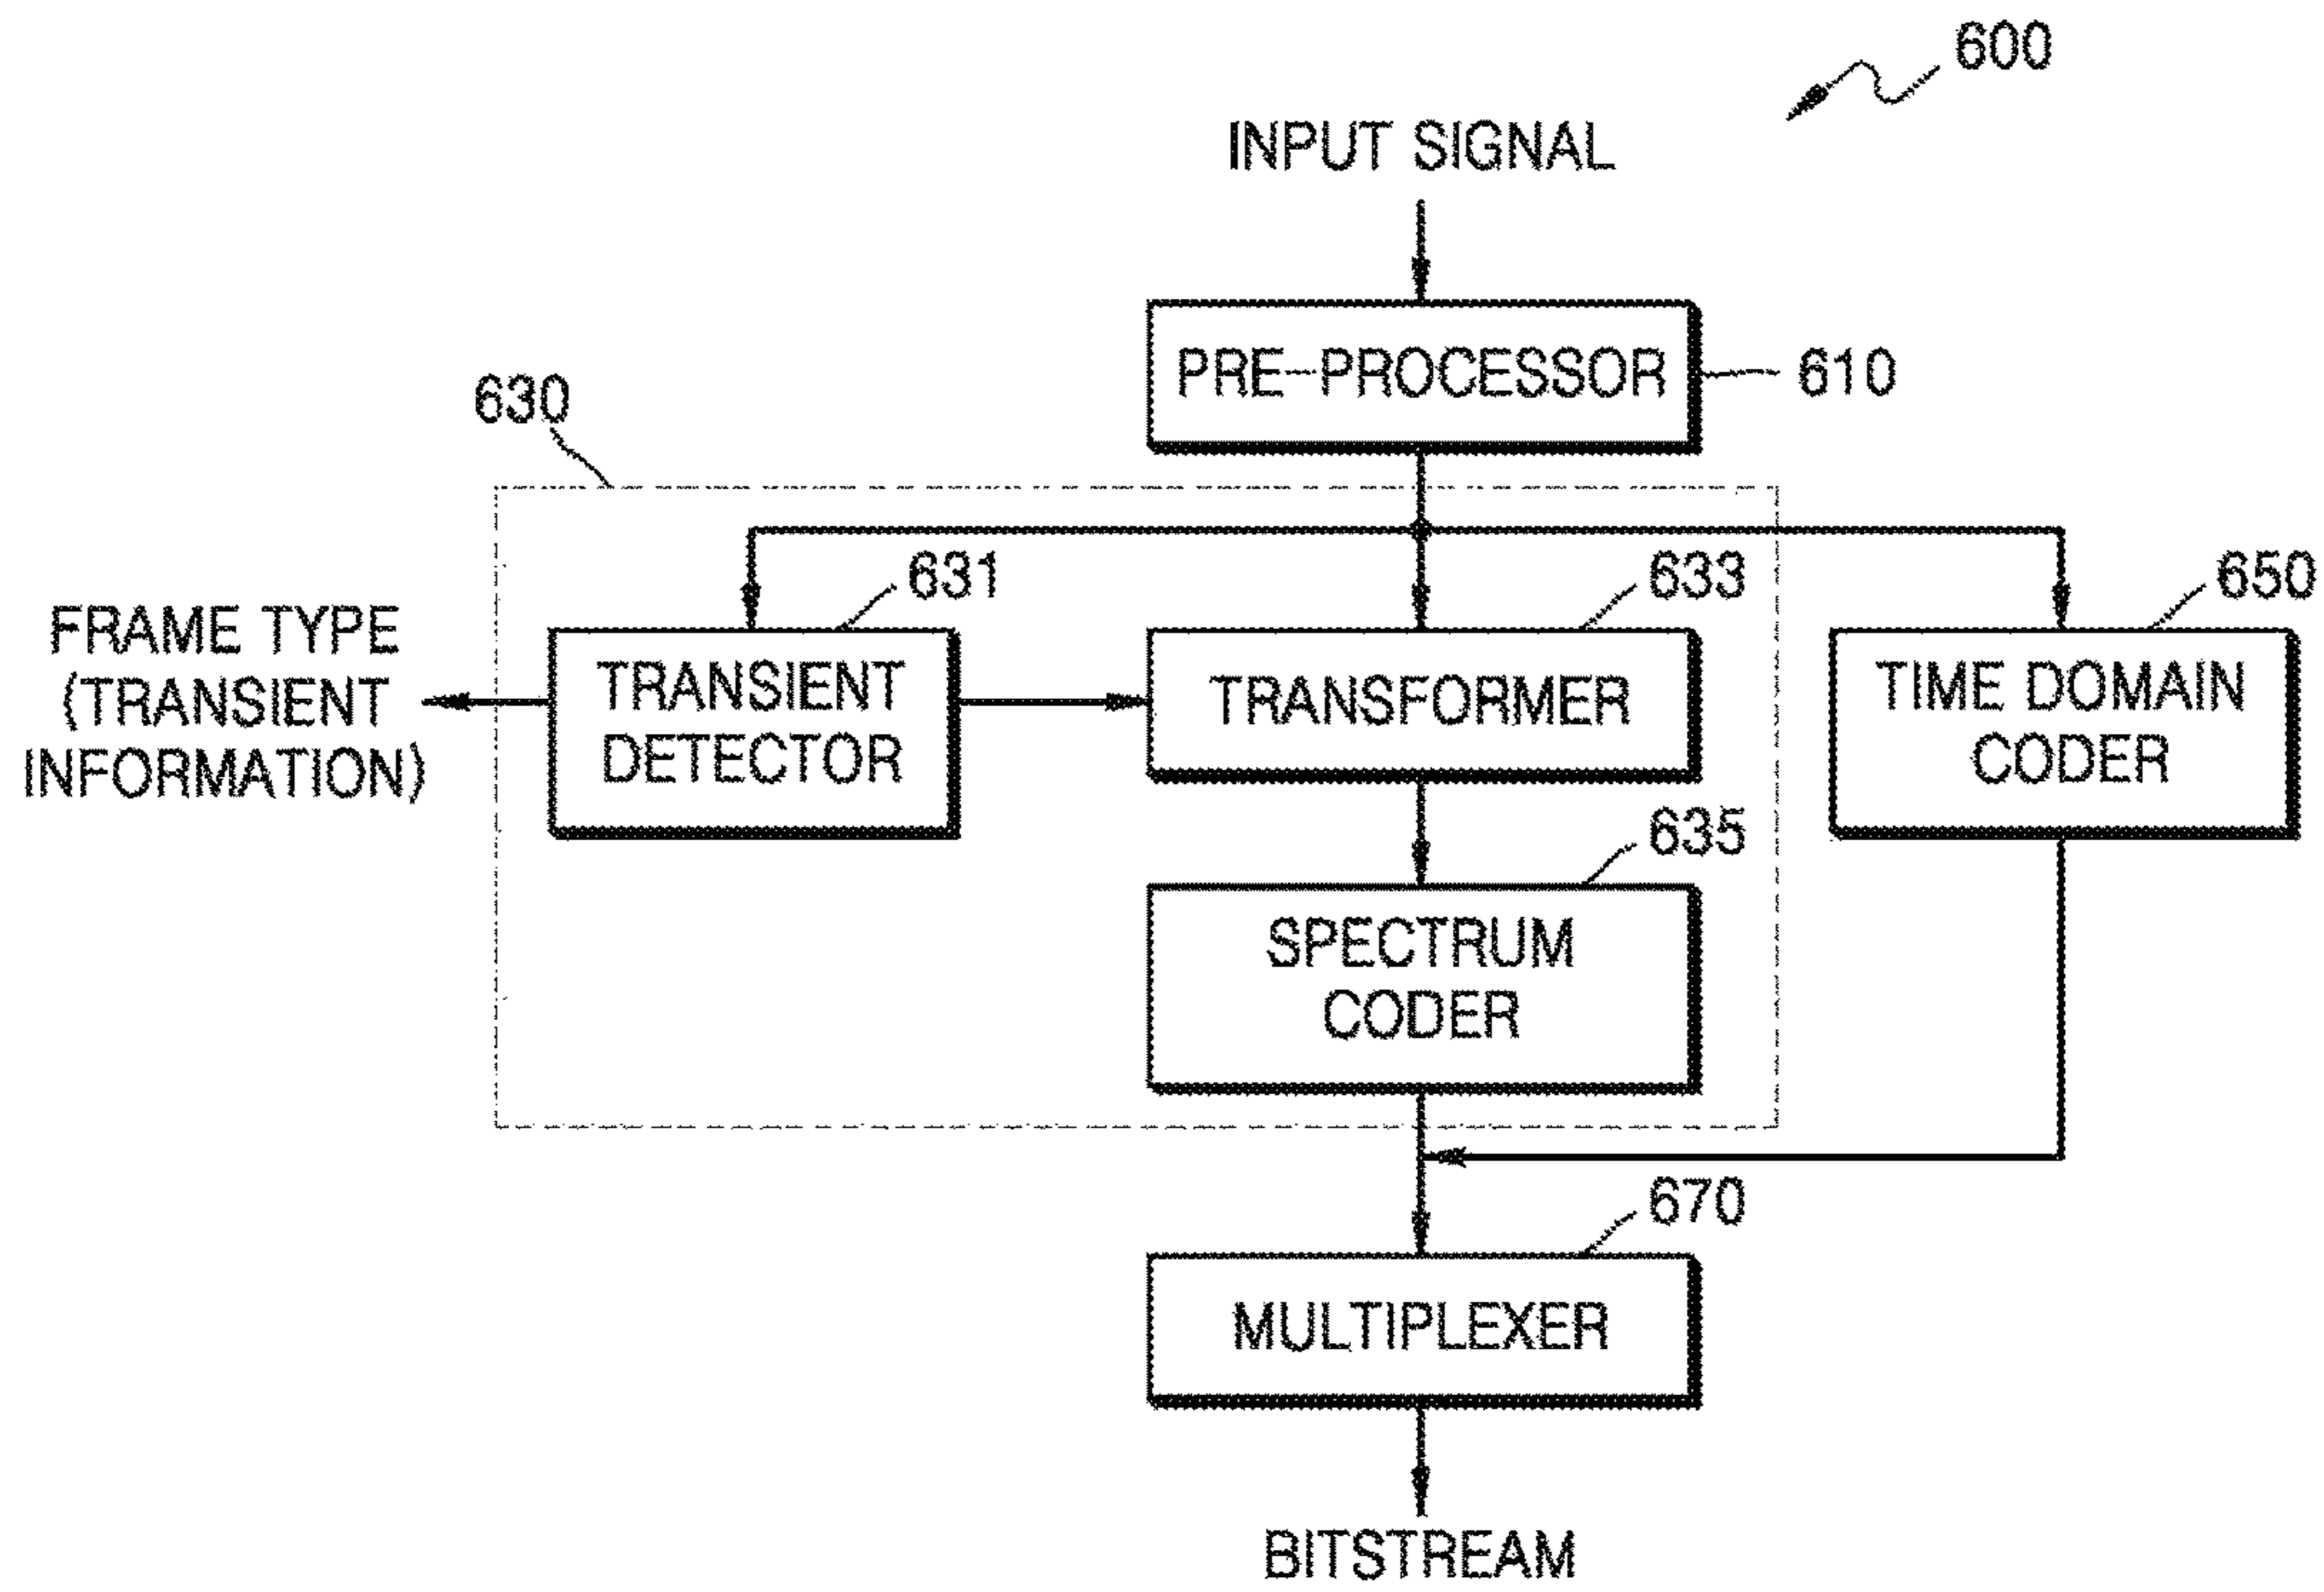 600
INPUT SIGNAL
PRE-PROCESSOR
610
630
631
633
650
FRAME TYPE
(TRANSIENT
INFORMATION)
TRANSIENT
DETECTOR
TRANSFORMER
TIME DOMAIN
CODER
635
SPECTRUM
CODER
670
MULTIPLEXER
BITSTREAM